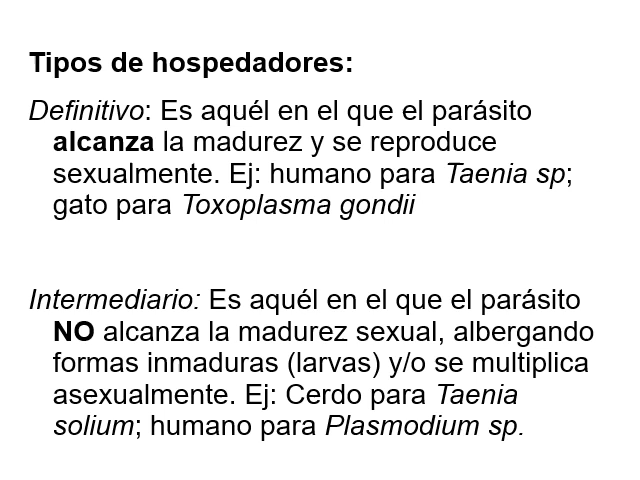 Tipos de hospedadores:
Definitivo: Es aquél en el que el parásito
alcanza la madurez y se reproduce
sexualmente. Ej: humano para Taenia sp;
gato para Toxoplasma gondii
Intermediario: Es aquél en el que el parásito
NO alcanza la madurez sexual, albergando
formas inmaduras (larvas) y/o se multiplica
asexualmente. Ej: Cerdo para Taenia
solium; humano para Plasmodium sp.